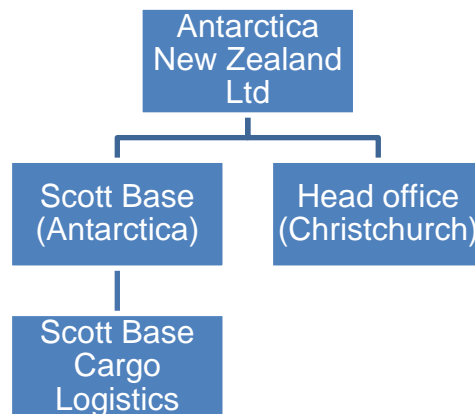 Antarctica
New Zealand
Ltd
Scott Base
(Antarctica)
Head office
(Christchurch)
Scott Base
Cargo
Logistics